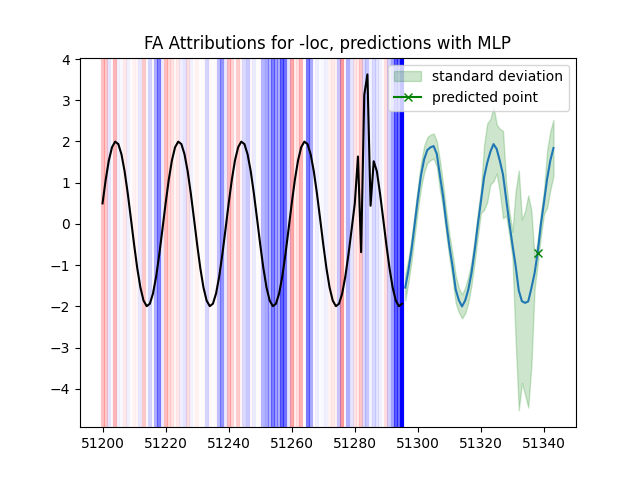 FA Attributions for -loc, predictions with MLP
standard deviation
predicted point
4
3
2
1
0
−1
−2
−3
−4
51200 51220 51240 51260 51280 51300 51320 51340